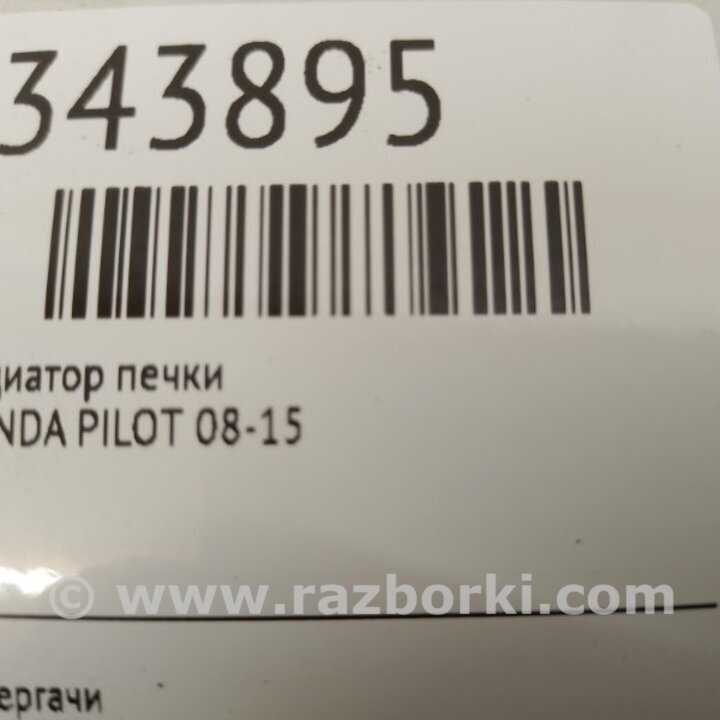 343895
диатор печки
NDA PILOT 08-15
© www.razborki.com
ергачи